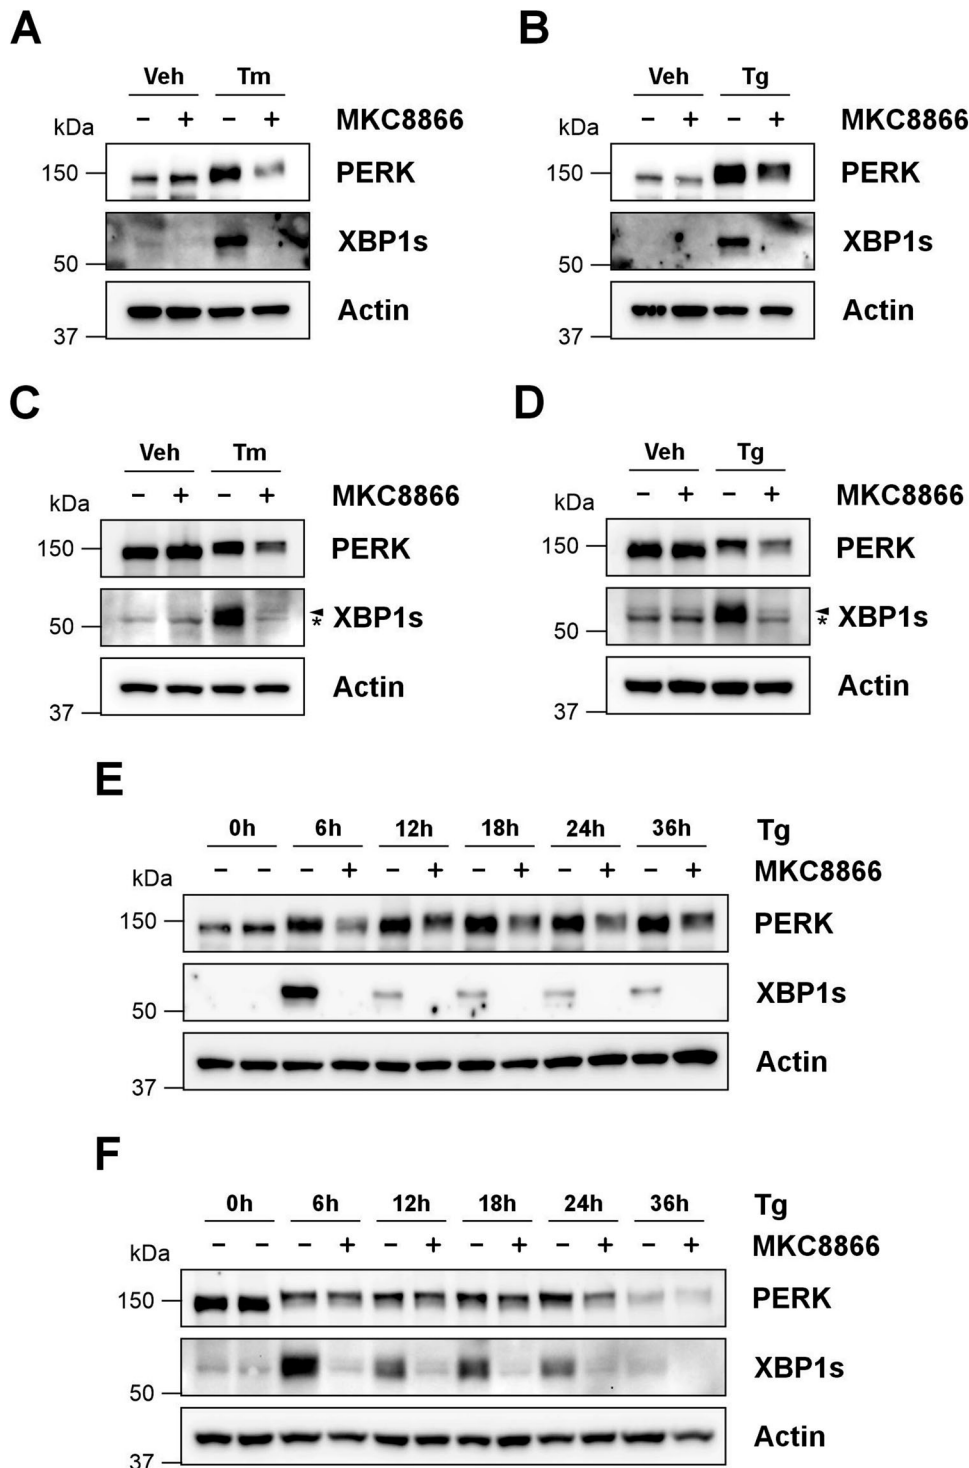 A
Veh Tm
− + − + MKC8866
kDa
150 PERK
XBP1s
50
Actin
37
B
Veh Tg
− + − + MKC8866
kDa
150 PERK
XBP1s
50
Actin
37
C
Veh Tm
− + − + MKC8866
kDa
150 PERK
50 * XBP1s
Actin
37
D
Veh Tg
− + − + MKC8866
kDa
150 PERK
50 * XBP1s
Actin
37
E
0h 6h 12h 18h 24h 36h Tg
− − − + − + − + − + − + MKC8866
kDa
150 PERK
XBP1s
50
Actin
37
F
0h 6h 12h 18h 24h 36h Tg
− − − + − + − + − + − + MKC8866
kDa
150 PERK
XBP1s
50
Actin
37